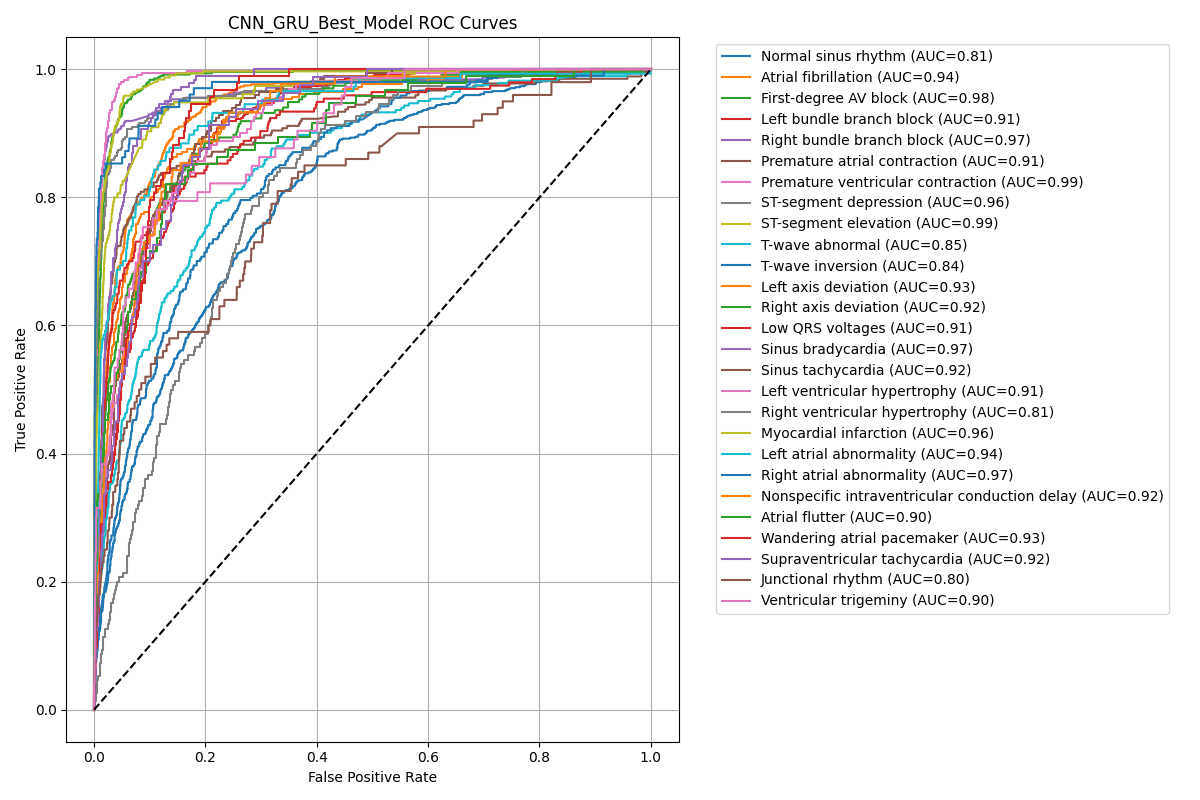 CNN_GRU_Best_Model ROC Curves
1.0
0.8
0.6
0.4
0.2
0.0
True Positive Rate
0.0 0.2 0.4 0.6 0.8 1.0
False Positive Rate
Normal sinus rhythm (AUC=0.81)
Atrial fibrillation (AUC=0.94)
First-degree AV block (AUC=0.98)
Left bundle branch block (AUC=0.91)
Right bundle branch block (AUC=0.97)
Premature atrial contraction (AUC=0.91)
Premature ventricular contraction (AUC=0.99)
ST-segment depression (AUC=0.96)
ST-segment elevation (AUC=0.99)
T-wave abnormal (AUC=0.85)
T-wave inversion (AUC=0.84)
Left axis deviation (AUC=0.93)
Right axis deviation (AUC=0.92)
Low QRS voltages (AUC=0.91)
Sinus bradycardia (AUC=0.97)
Sinus tachycardia (AUC=0.92)
Left ventricular hypertrophy (AUC=0.91)
Right ventricular hypertrophy (AUC=0.81)
Myocardial infarction (AUC=0.96)
Left atrial abnormality (AUC=0.94)
Right atrial abnormality (AUC=0.97)
Nonspecific intraventricular conduction delay (AUC=0.92)
Atrial flutter (AUC=0.90)
Wandering atrial pacemaker (AUC=0.93)
Supraventricular tachycardia (AUC=0.92)
Junctional rhythm (AUC=0.80)
Ventricular trigeminy (AUC=0.90)